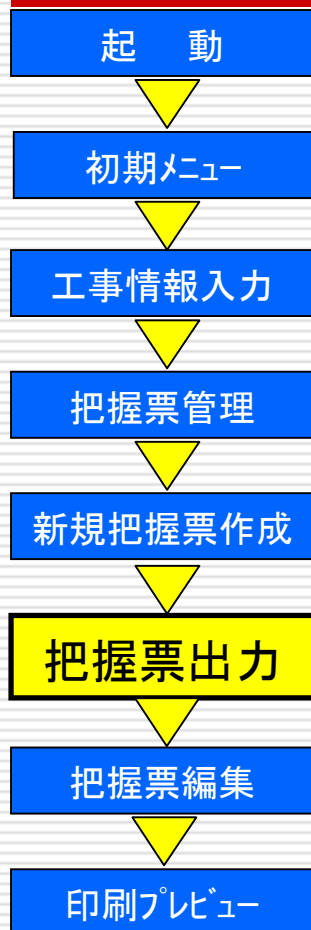 起　動
初期ﾒﾆｭｰ
工事情報入力
把握票管理
新規把握票作成
把握票出力
把握票編集
印刷ﾌﾟﾚﾋﾞｭｰ